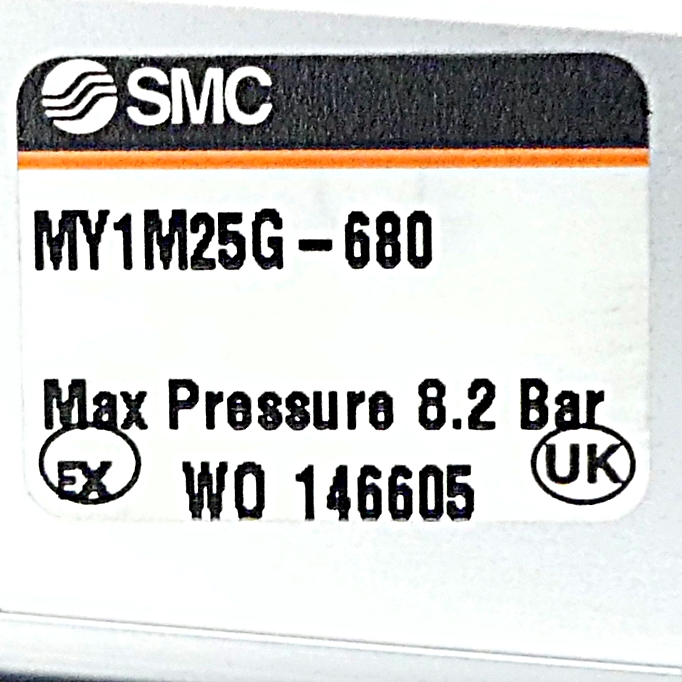 SMC
MY1M25G-680
Max Pressure 8.2 Bar
EX WO 146605 UK